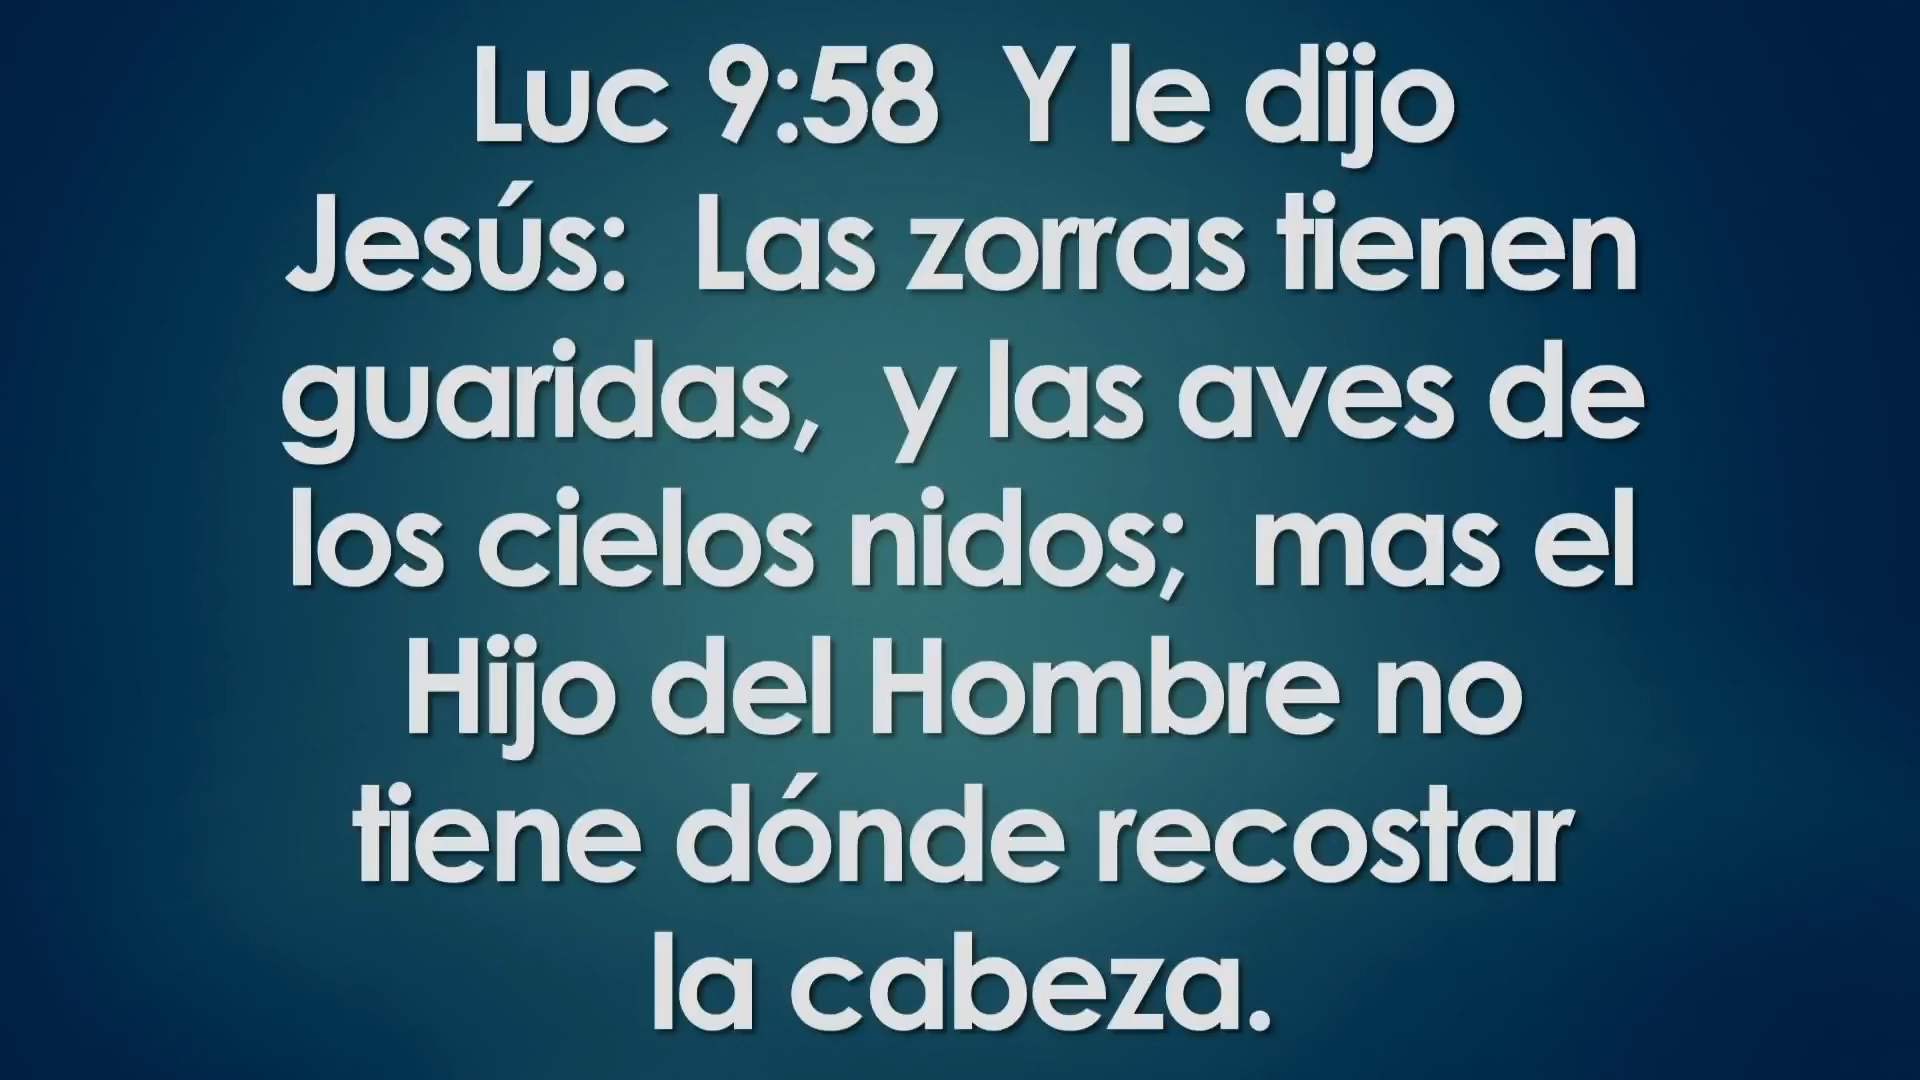 Luc 9:58  Y le dijo
Jesús:  Las zorras tienen
guaridas,  y las aves de
los cielos nidos;  mas el
Hijo del Hombre no
tiene dónde recostar
la cabeza.